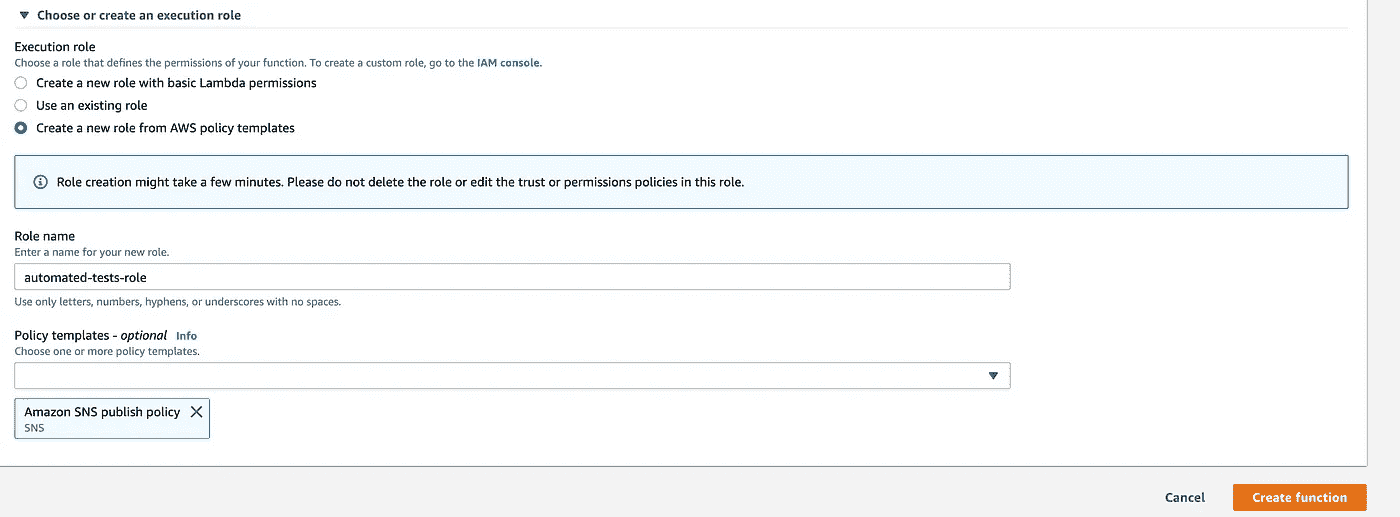 Choose or create an execution role
Execution role
Choose a role that defines the permissions of your function. To create a custom role, go to the IAM console.
Create a new role with basic Lambda permissions
Use an existing role
Create a new role from AWS policy templates
Role creation might take a few minutes. Please do not delete the role or edit the trust or permissions policies in this role.
Role name
Enter a name for your new role.
automated-tests-role
Use only letters, numbers, hyphens, or underscores with no spaces.
Policy templates - optional Info
Choose one or more policy templates.
Amazon SNS publish policy
SNS
Cancel Create function